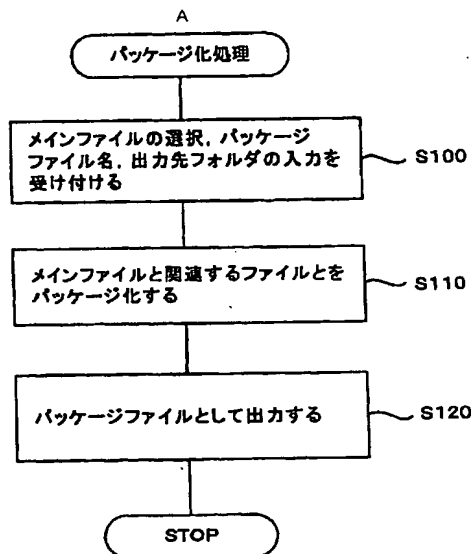 A
パッケージ化処理
メインファイルの選択，パッケージ
ファイル名，出力先フォルダの入力を
受け付ける
S100
メインファイルと関連するファイルとを
パッケージ化する
S110
パッケージファイルとして出力する
S120
STOP